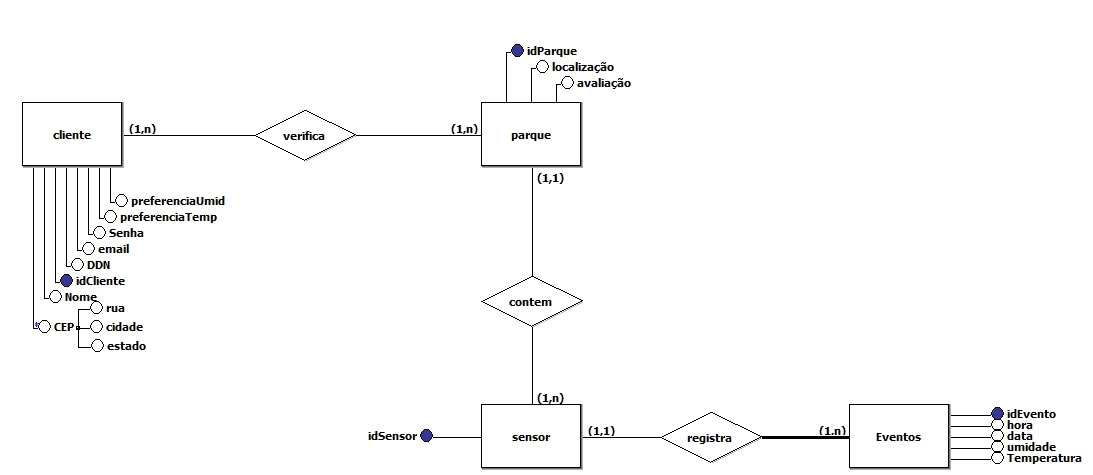 idParque
localização
avaliação
cliente
(1,n)
verifica
(1,n)
parque
(1,1)
preferenciaUmid
preferenciaTemp
Senha
email
DDN
idCliente
Nome
rua
CEP
cidade
estado
contem
(1,n)
idSensor
sensor
(1,1)
registra
(1,n)
Eventos
idEvento
hora
data
umidade
Temperatura